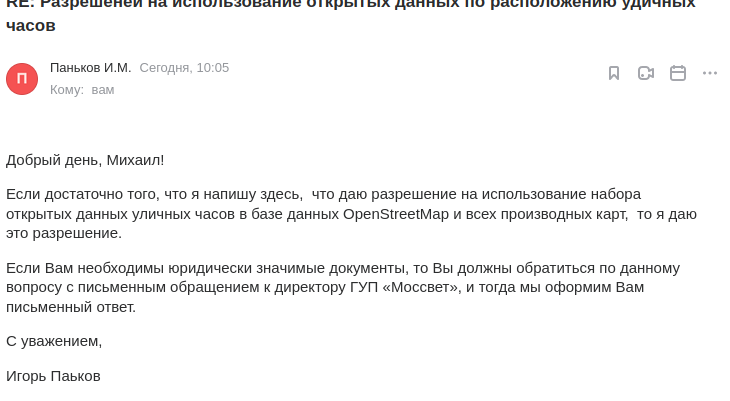 RE: Разрешеней на использование открытых данных по расположению удичных
часов
П
Паньков И.М. Сегодня, 10:05
Кому: вам
Добрый день, Михаил!
Если достаточно того, что я напишу здесь, что даю разрешение на использование набора
открытых данных уличных часов в базе данных OpenStreetMap и всех производных карт, то я даю
это разрешение.
Если Вам необходимы юридически значимые документы, то Вы должны обратиться по данному
вопросу с письменным обращением к директору ГУП «Моссвет», и тогда мы оформим Вам
письменный ответ.
С уважением,
Игорь Паьков